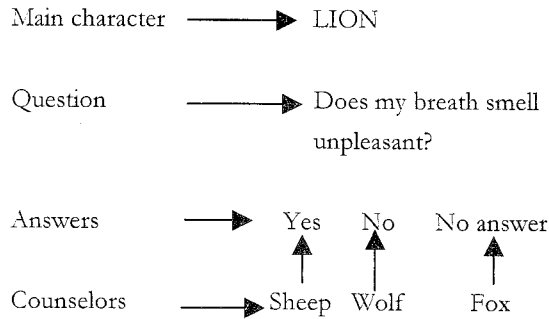 Main character LION
Question Does my breath smell
unpleasant?
Answers Yes No No answer
Counselors Sheep Wolf Fox